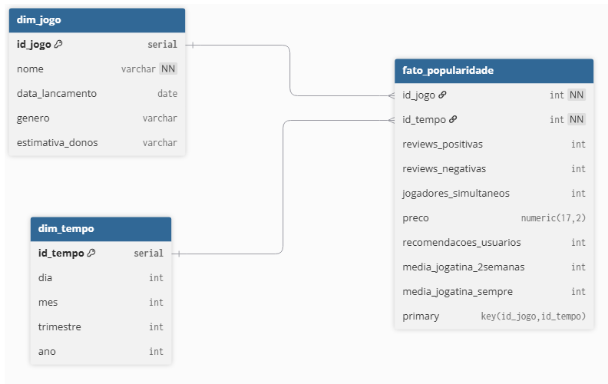 dim_jogo
id_jogo serial
nome varchar NN
data_lancamento date
genero varchar
estimativa_donos varchar
fato_popularidade
id_jogo int NN
id_tempo int NN
reviews_positivas int
reviews_negativas int
jogadores_simultaneos int
preco numeric(17,2)
recomendacoes_usuarios int
media_jogatina_2semanas int
media_jogatina_sempre int
primary key(id_jogo,id_tempo)
dim_tempo
id_tempo serial
dia int
mes int
trimestre int
ano int